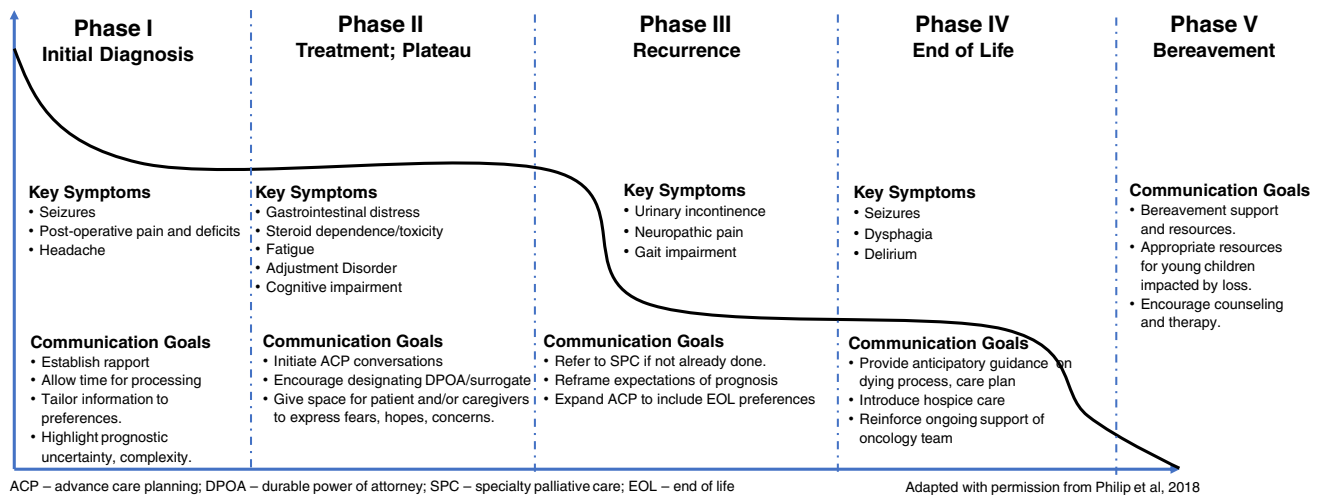 Phase I
Initial Diagnosis
Phase II
Treatment; Plateau
Phase III
Recurrence
Phase IV
End of Life
Phase V
Bereavement
Key Symptoms
• Seizures
• Post-operative pain and deficits
• Headache
Key Symptoms
• Gastrointestinal distress
• Steroid dependence/toxicity
• Fatigue
• Adjustment Disorder
• Cognitive impairment
Key Symptoms
• Urinary incontinence
• Neuropathic pain
• Gait impairment
Key Symptoms
• Seizures
• Dysphagia
• Delirium
Communication Goals
• Bereavement support
and resources.
• Appropriate resources
for young children
impacted by loss.
• Encourage counseling
and therapy.
Communication Goals
• Establish rapport
• Allow time for processing
• Tailor information to
preferences.
• Highlight prognostic
uncertainty, complexity.
Communication Goals
• Initiate ACP conversations
• Encourage designating DPOA/surrogate
• Give space for patient and/or caregivers
to express fears, hopes, concerns.
Communication Goals
• Refer to SPC if not already done.
• Reframe expectations of prognosis
• Expand ACP to include EOL preferences
Communication Goals
• Provide anticipatory guidance on
dying process, care plan
• Introduce hospice care
• Reinforce ongoing support of
oncology team
ACP – advance care planning; DPOA – durable power of attorney; SPC – specialty palliative care; EOL – end of life
Adapted with permission from Philip et al, 2018